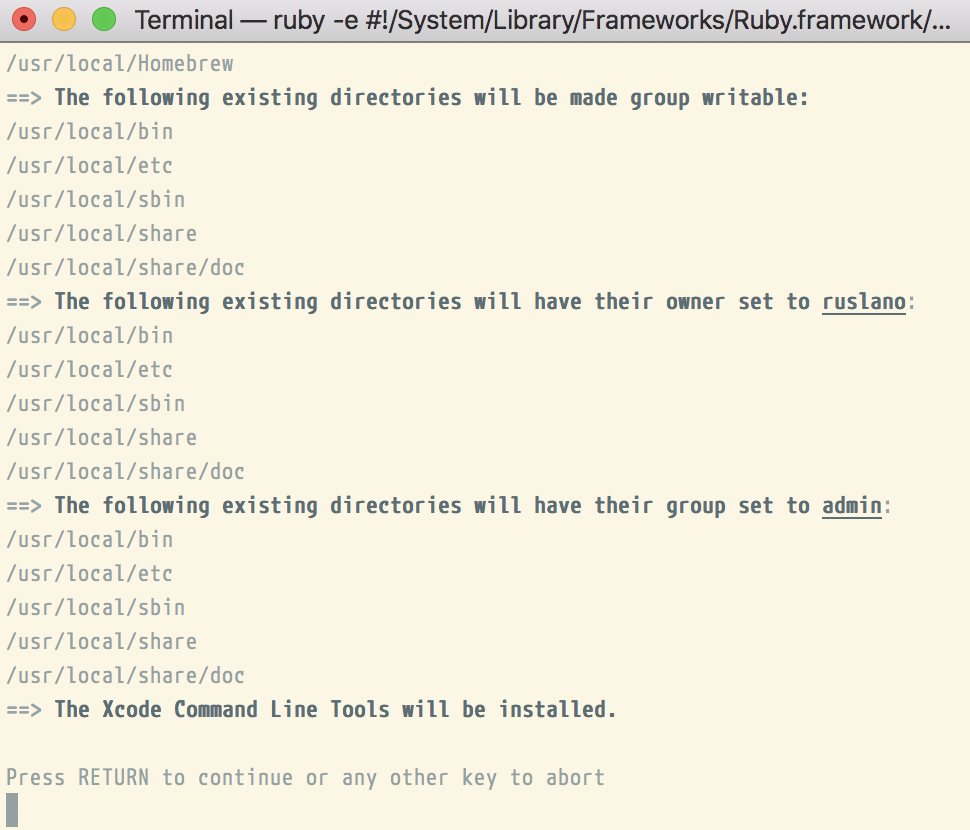 Terminal — ruby -e #!/System/Library/Frameworks/Ruby.framework/...
/usr/local/Homebrew
==> The following existing directories will be made group writable:
/usr/local/bin
/usr/local/etc
/usr/local/sbin
/usr/local/share
/usr/local/share/doc
==> The following existing directories will have their owner set to ruslano:
/usr/local/bin
/usr/local/etc
/usr/local/sbin
/usr/local/share
/usr/local/share/doc
==> The following existing directories will have their group set to admin:
/usr/local/bin
/usr/local/etc
/usr/local/sbin
/usr/local/share
/usr/local/share/doc
==> The Xcode Command Line Tools will be installed.
Press RETURN to continue or any other key to abort